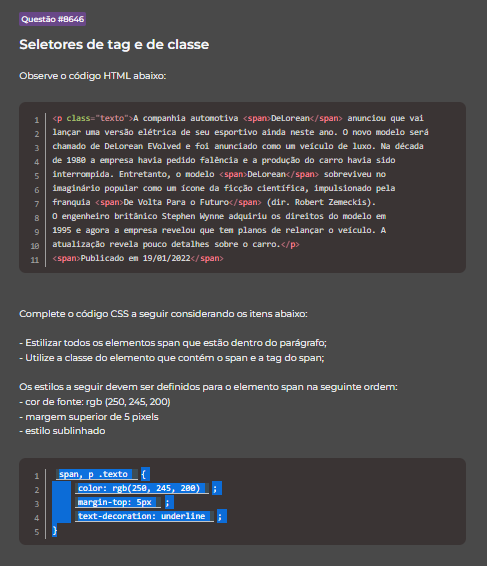 Questão #8646
Seletores de tag e de classe
Observe o código HTML abaixo:
1 <p class="texto">A companhia automotiva <span>DeLorean</span> anunciou que vai
2 lançar uma versão elétrica de seu esportivo ainda neste ano. O novo modelo será
3 chamado de DeLorean EVolved e foi anunciado como um veículo de luxo. Na década
4 de 1980 a empresa havia pedido falência e a produção do carro havia sido
5 interrompida. Entretanto, o modelo <span>DeLorean</span> sobreviveu no
6 imaginário popular como um ícone da ficção científica, impulsionado pela
7 franquia <span>De Volta Para o Futuro</span> (dir. Robert Zemeckis).
8 O engenheiro britânico Stephen Wynne adquiriu os direitos do modelo em
9 1995 e agora a empresa revelou que tem planos de relançar o veículo. A
10 atualização revela pouco detalhes sobre o carro.</p>
11 <span>Publicado em 19/01/2022</span>
Complete o código CSS a seguir considerando os itens abaixo:
- Estilizar todos os elementos span que estão dentro do parágrafo;
- Utilize a classe do elemento que contém o span e a tag do span;
Os estilos a seguir devem ser definidos para o elemento span na seguinte ordem:
- cor de fonte: rgb (250, 245, 200)
- margem superior de 5 pixels
- estilo sublinhado
1 span, p .texto {
2 color: rgb(250, 245, 200) ;
3 margin-top: 5px ;
4 text-decoration: underline ;
5 }